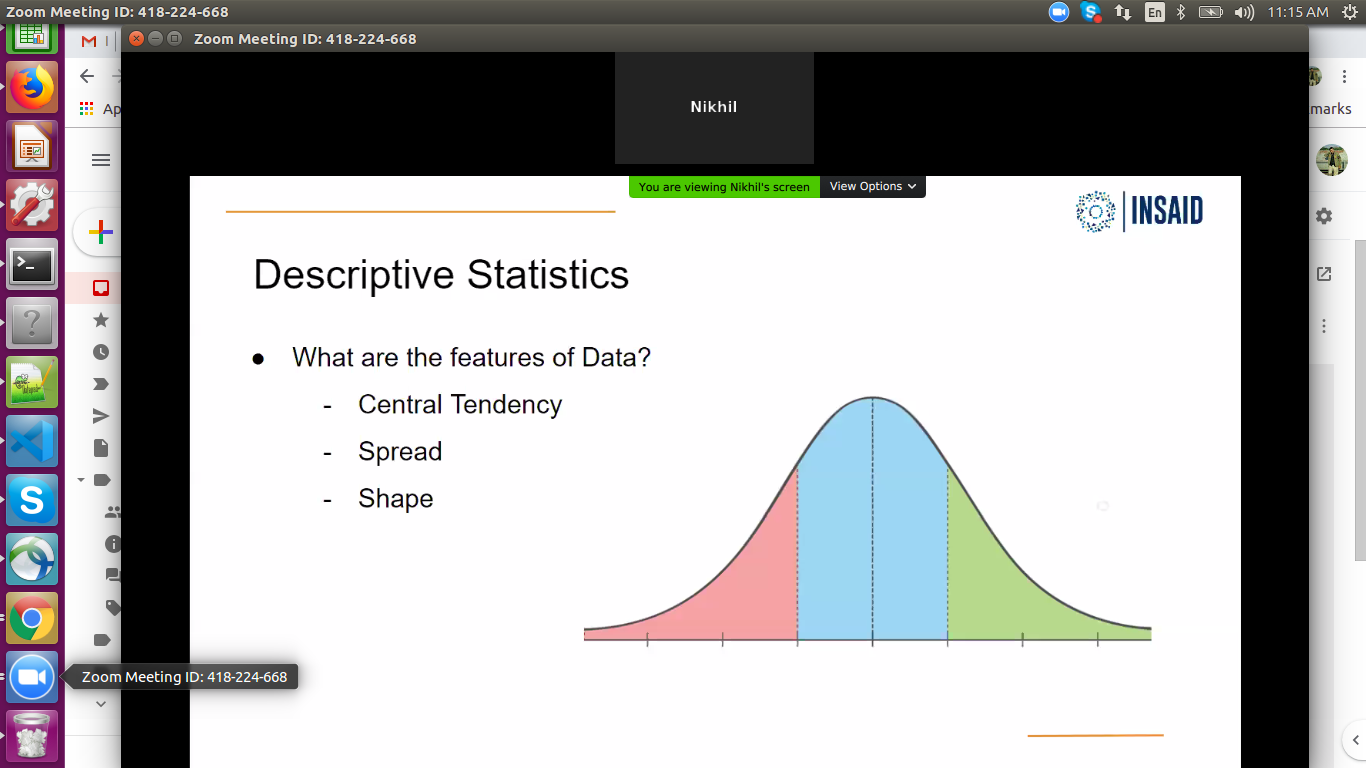 Zoom Meeting ID: 418-224-668
En
11:15 AM
Zoom Meeting ID: 418-224-668
Ap
marks
Nikhil
You are viewing Nikhil's screen
View Options
INSAID
Descriptive Statistics
● What are the features of Data?
- Central Tendency
- Spread
- Shape
Zoom Meeting ID: 418-224-668